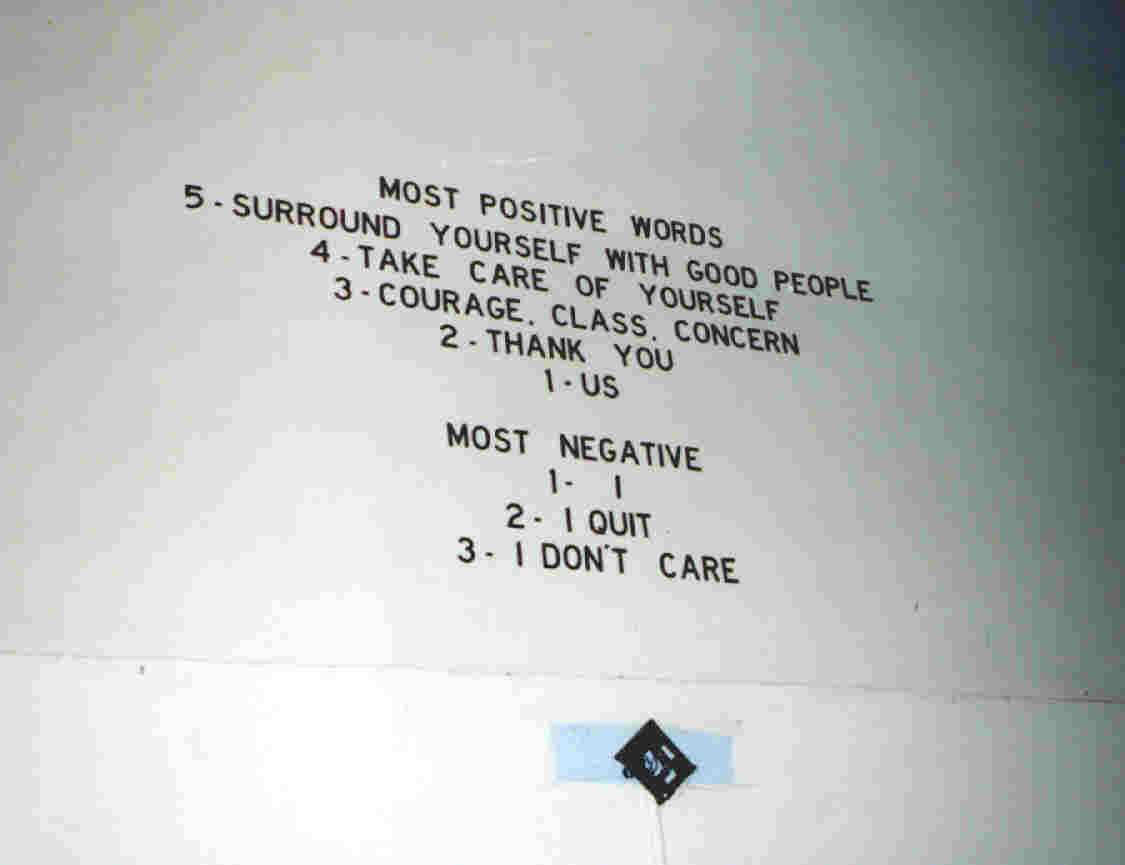 MOST POSITIVE WORDS
5 - SURROUND YOURSELF WITH GOOD PEOPLE
4 - TAKE CARE OF YOURSELF
3 - COURAGE. CLASS. CONCERN
2 - THANK YOU
1 - US
MOST NEGATIVE
1 - I
2 - I QUIT
3 - I DON'T CARE